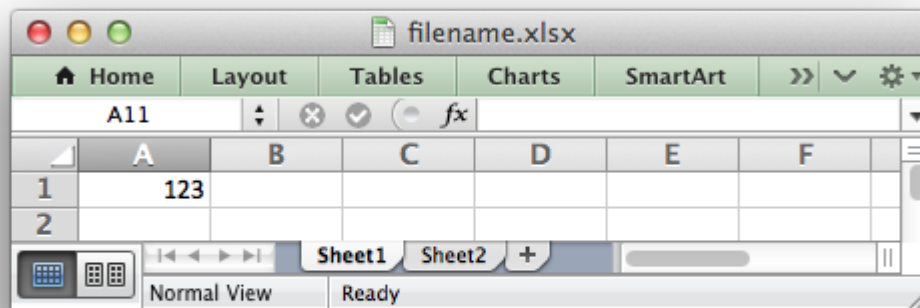 filename.xlsx
Home Layout Tables Charts SmartArt
A11 fx
A B C D E F
1 123
2
Sheet1 Sheet2 +
Normal View Ready